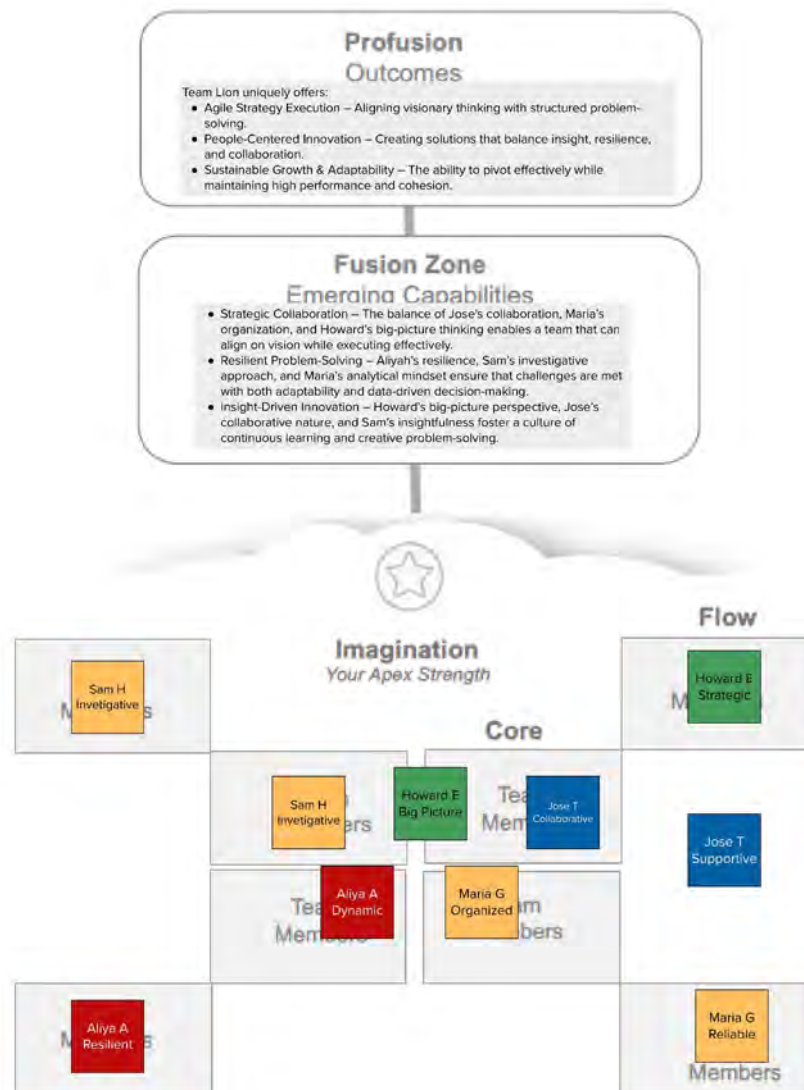 Profusion
Outcomes
Team Lion uniquely offers:
● Agile Strategy Execution – Aligning visionary thinking with structured problem-
solving.
● People-Centered Innovation – Creating solutions that balance insight, resilience,
and collaboration.
● Sustainable Growth & Adaptability – The ability to pivot effectively while
maintaining high performance and cohesion.
Fusion Zone
Emerging Capabilities
● Strategic Collaboration – The balance of Jose's collaboration, Maria's
organization, and Howard's big-picture thinking enables a team that can
align on vision while executing effectively.
● Resilient Problem-Solving – Aliyah's resilience, Sam's investigative
approach, and Maria's analytical mindset ensure that challenges are met
with both adaptability and data-driven decision-making.
● Insight-Driven Innovation – Howard's big-picture perspective, Jose's
collaborative nature, and Sam's insightfulness foster a culture of
continuous learning and creative problem-solving.
Flow
Imagination
Your Apex Strength
Sam H
Invetigative
Howard E
Strategic
Core
Sam H
Invetigative
Howard E
Big Picture
Jose T
Collaborative
Jose T
Supportive
Aliya A
Dynamic
Members
Maria G
Organized
Aliya A
Resilient
Maria G
Reliable
Members